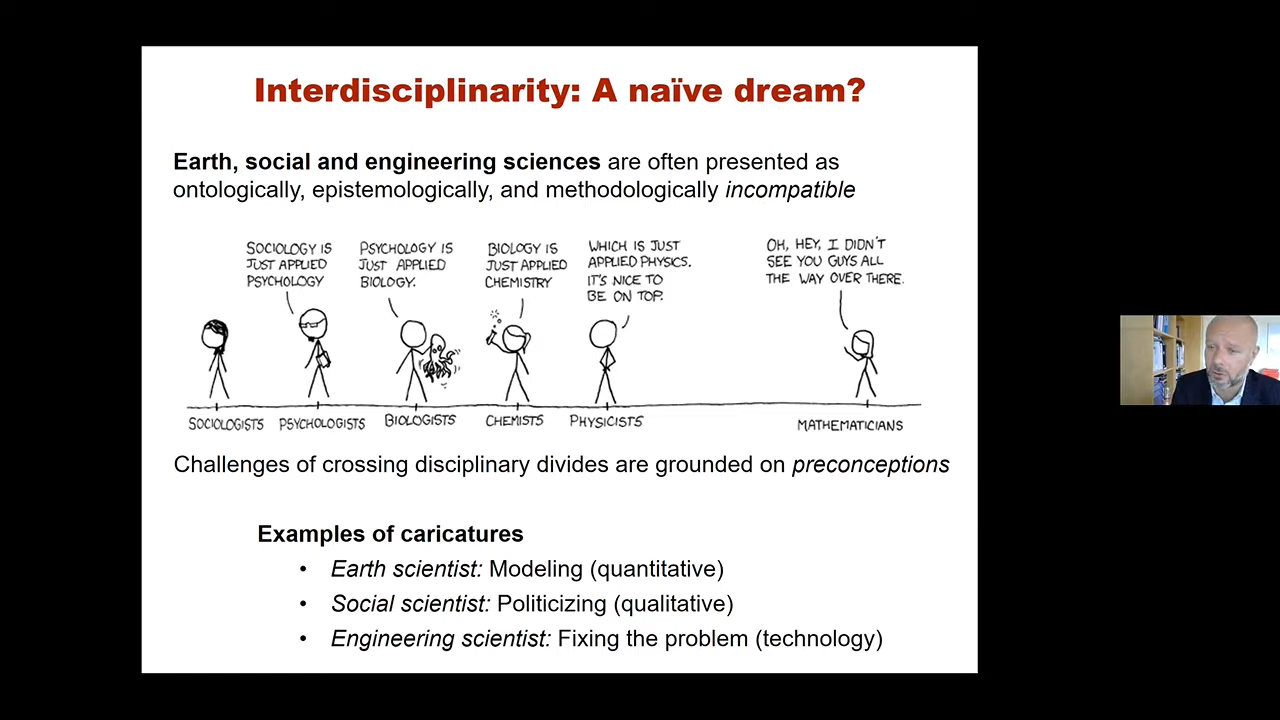 Interdisciplinarity: A naïve dream?
Earth, social and engineering sciences are often presented as
ontologically, epistemologically, and methodologically incompatible
SOCIOLOGY IS
JUST APPLIED
PSYCHOLOGY
PSYCHOLOGY IS
JUST APPLIED
BIOLOGY.
BIOLOGY IS
JUST APPLIED
CHEMISTRY
WHICH IS JUST
APPLIED PHYSICS.
IT'S NICE TO
BE ON TOP.
OH, HEY, I DIDN'T
SEE YOU GUYS ALL
THE WAY OVER THERE.
SOCIOLOGISTS
PSYCHOLOGISTS
BIOLOGISTS
CHEMISTS
PHYSICISTS
MATHEMATICIANS
Challenges of crossing disciplinary divides are grounded on preconceptions
Examples of caricatures
• Earth scientist: Modeling (quantitative)
• Social scientist: Politicizing (qualitative)
• Engineering scientist: Fixing the problem (technology)